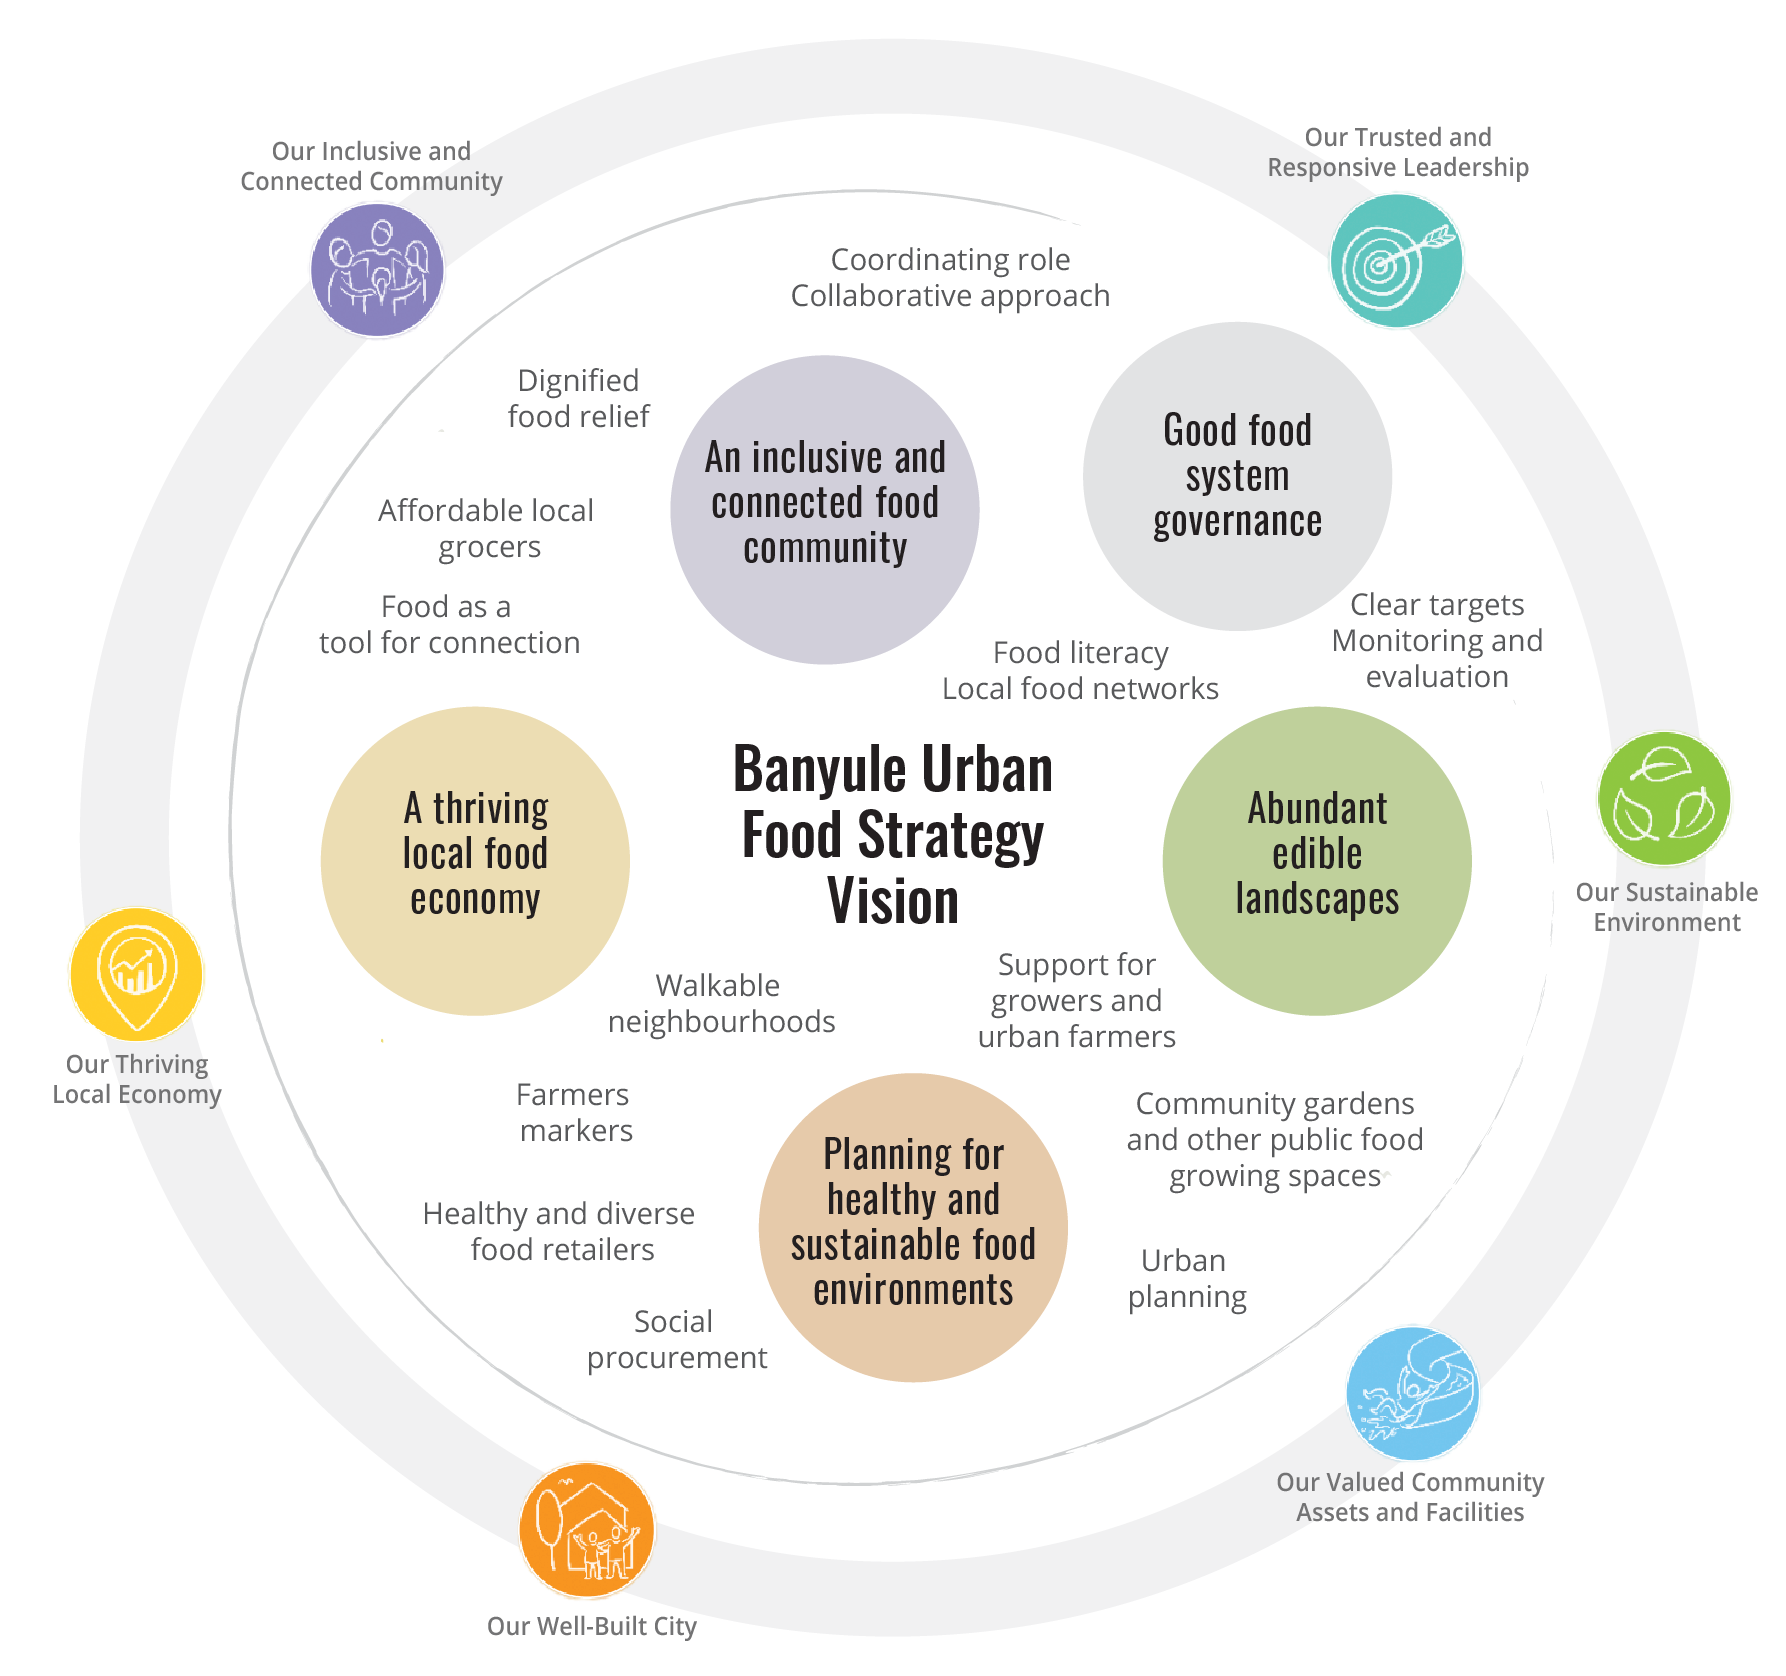 Our Inclusive and
Connected Community
Our Trusted and
Responsive Leadership
Coordinating role
Collaborative approach
Dignified
food relief
An inclusive and
connected food
community
Good food
system
governance
Affordable local
grocers
Food as a
tool for connection
Food literacy
Local food networks
Clear targets
Monitoring and
evaluation
Banyule Urban
Food Strategy
Vision
A thriving
local food
economy
Abundant
edible
landscapes
Our Sustainable
Environment
Our Thriving
Local Economy
Walkable
neighbourhoods
Support for
growers and
urban farmers
Farmers
markers
Community gardens
and other public food
growing spaces
Planning for
healthy and
sustainable food
environments
Healthy and diverse
food retailers
Urban
planning
Social
procurement
Our Valued Community
Assets and Facilities
Our Well-Built City